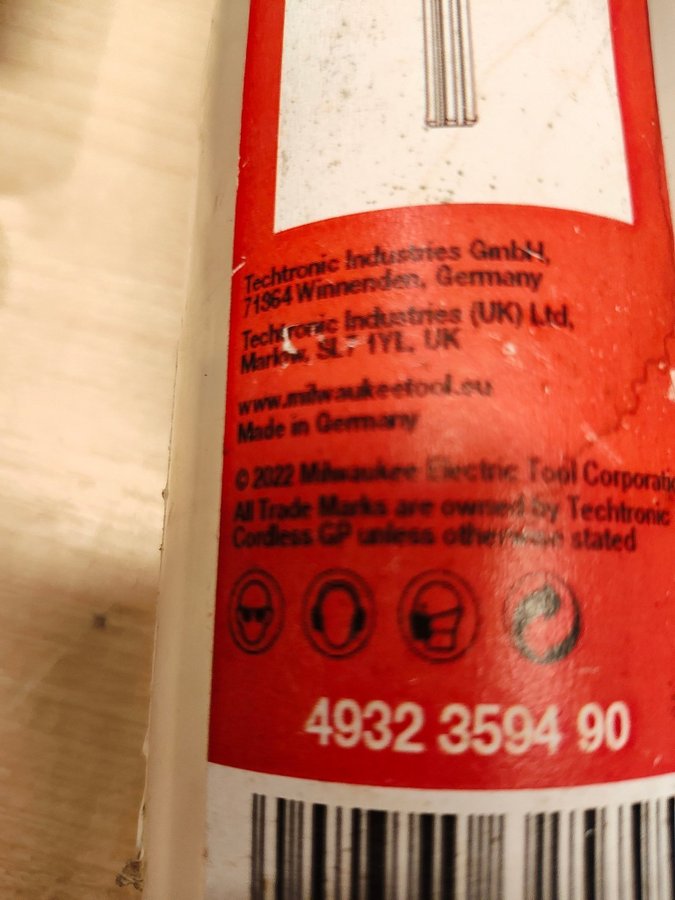 Techtronic Industries GmbH,
71364 Winnenden, Germany
Techtronic Industries (UK) Ltd,
Marlow, SL7 1YL, UK
www.milwaukeetool.eu
Made in Germany
© 2022 Milwaukee Electric Tool
All Trade Marks are owned by Techtronic
Cordless GP unless otherwise stated
4932 3594 90